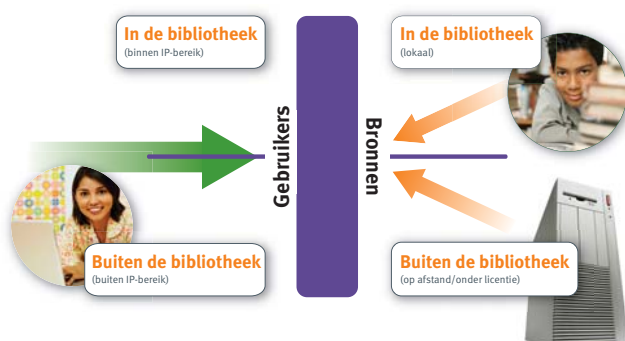 In de bibliotheek
(binnen IP-bereik)
In de bibliotheek
(lokaal)
Gebruikers
Bronnen
Buiten de bibliotheek
(buiten IP-bereik)
Buiten de bibliotheek
(op afstand/onder licentie)